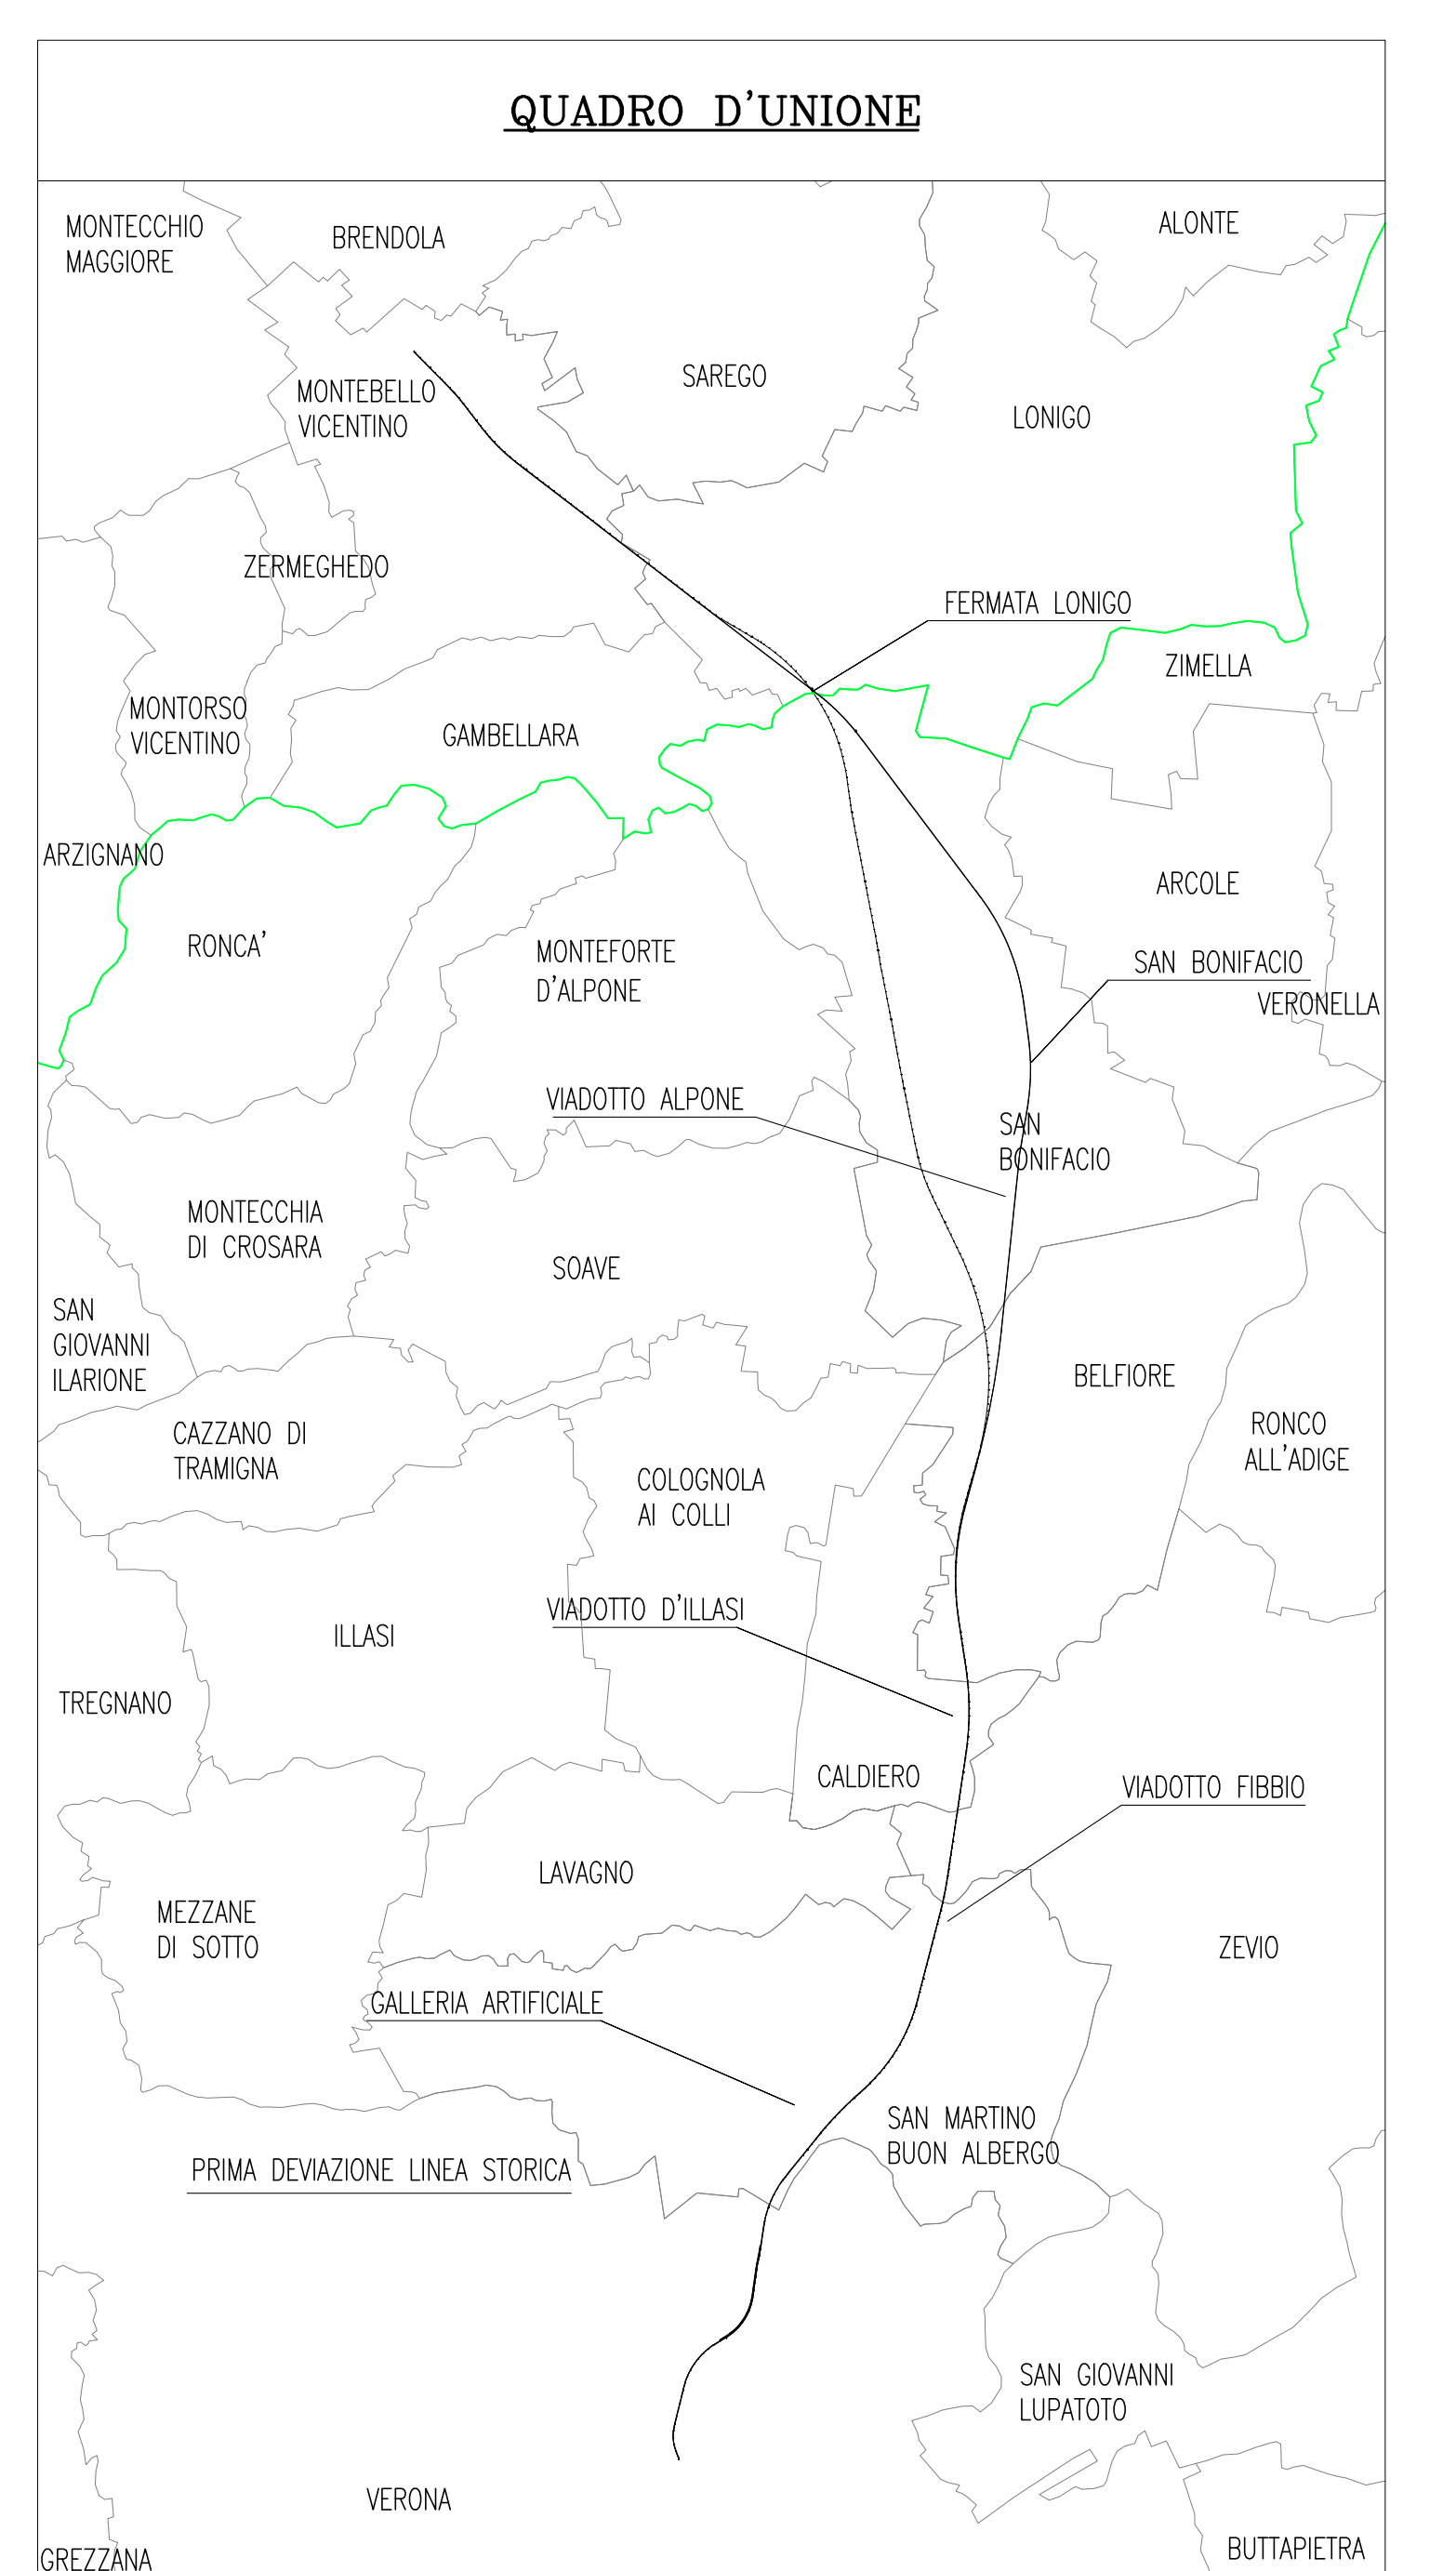 QUADRO D'UNIONE
MONTECCHIO
MAGGIORE
BRENDOLA
ALONTE
SAREGO
MONTEBELLO
VICENTINO
LONIGO
ZERMEGHEDO
FERMATA LONIGO
ZIMELLA
MONTORSO
VICENTINO
GAMBELLARA
ARZIGNANO
ARCOLE
RONCA'
MONTEFORTE
D'ALPONE
SAN BONIFACIO
VERONELLA
VIADOTTO ALPONE
SAN
BONIFACIO
MONTECCHIA
DI CROSARA
SOAVE
SAN
GIOVANNI
ILARIONE
BELFIORE
CAZZANO DI
TRAMIGNA
RONCO
ALL'ADIGE
COLOGNOLA
AI COLLI
VIADOTTO D'ILLASI
ILLASI
TREGNANO
CALDIERO
VIADOTTO FIBBIO
LAVAGNO
MEZZANE
DI SOTTO
ZEVIO
GALLERIA ARTIFICIALE
SAN MARTINO
BUON ALBERGO
PRIMA DEVIAZIONE LINEA STORICA
SAN GIOVANNI
LUPATOTO
VERONA
BUTTAPIETRA
GREZZANA